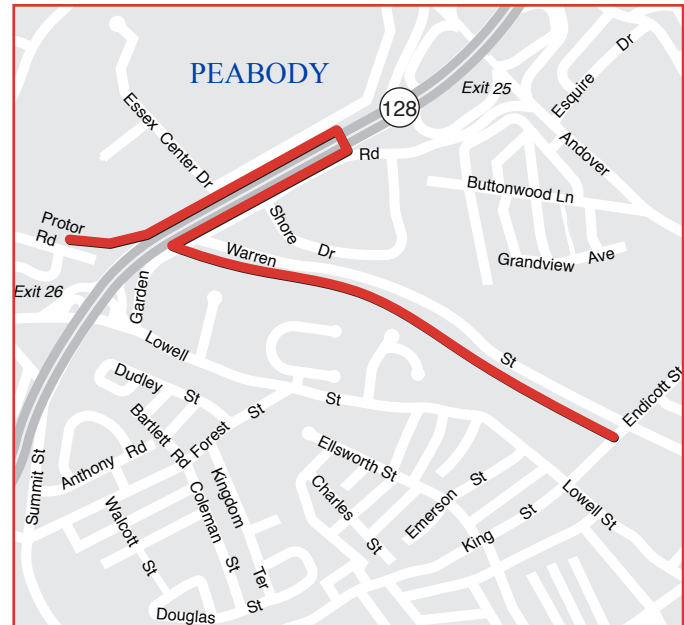 PEABODY
Exit 25
Esquire Dr
128
Essex Center Dr
Andover
Rd
Buttonwood Ln
Protor Rd
Shore Dr
Warren St
Grandview Ave
Exit 26
Garden
Lowell St
Dudley St
Endicott St
Bartlett Rd
Forest St
Ellsworth St
Anthony Rd
Kingdom Ter
Coleman St
Charles St
Emerson St
King St
Lowell St
Summit St
Walcott St
Douglas St